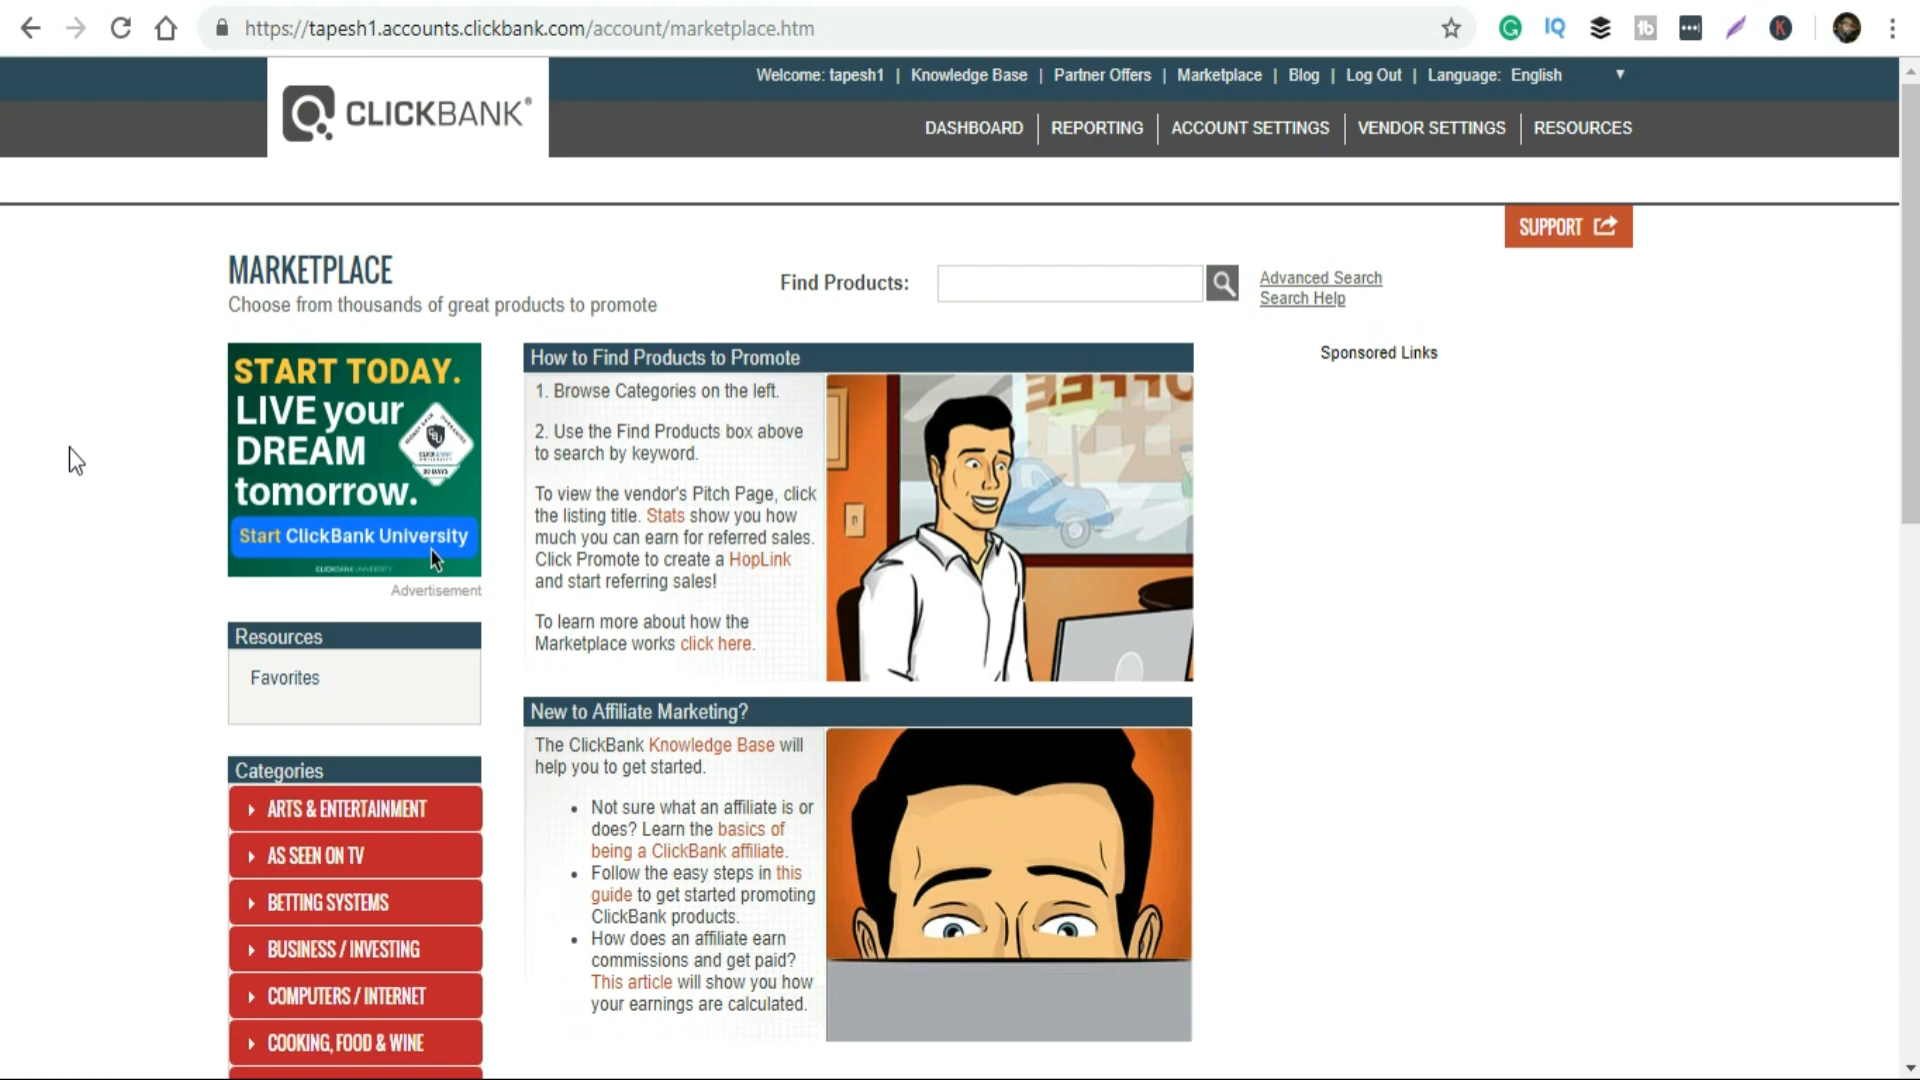 https://tapesh1.accounts.clickbank.com/account/marketplace.htm
Welcome: tapesh1 | Knowledge Base | Partner Offers | Marketplace | Blog | Log Out | Language: English
CLICKBANK®
DASHBOARD | REPORTING | ACCOUNT SETTINGS | VENDOR SETTINGS | RESOURCES
SUPPORT
MARKETPLACE
Choose from thousands of great products to promote
Find Products:
Advanced Search
Search Help
START TODAY.
LIVE your
DREAM
tomorrow.
Start ClickBank University
CLICKBANK UNIVERSITY
Advertisement
Resources
Favorites
Categories
ARTS & ENTERTAINMENT
AS SEEN ON TV
BETTING SYSTEMS
BUSINESS / INVESTING
COMPUTERS / INTERNET
COOKING, FOOD & WINE
How to Find Products to Promote
1. Browse Categories on the left.
2. Use the Find Products box above
to search by keyword.
To view the vendor's Pitch Page, click
the listing title. Stats show you how
much you can earn for referred sales.
Click Promote to create a HopLink
and start referring sales!
To learn more about how the
Marketplace works click here.
New to Affiliate Marketing?
The ClickBank Knowledge Base will
help you to get started.
• Not sure what an affiliate is or
does? Learn the basics of
being a ClickBank affiliate.
• Follow the easy steps in this
guide to get started promoting
ClickBank products.
• How does an affiliate earn
commissions and get paid?
This article will show you how
your earnings are calculated.
Sponsored Links